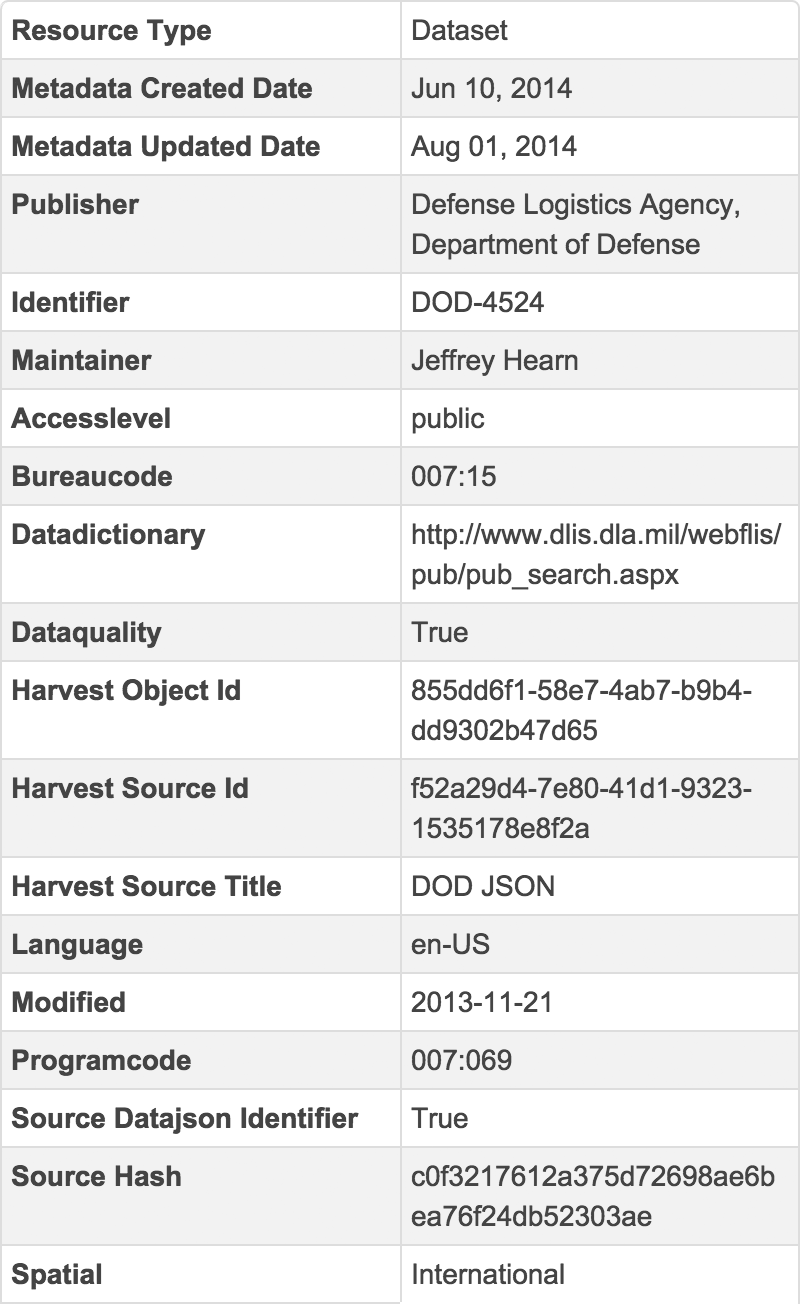 Resource Type Dataset
Metadata Created Date Jun 10, 2014
Metadata Updated Date Aug 01, 2014
Publisher Defense Logistics Agency,
Department of Defense
Identifier DOD-4524
Maintainer Jeffrey Hearn
Accesslevel public
Bureaucode 007:15
Datadictionary http://www.dlis.dla.mil/webflis/
pub/pub_search.aspx
Dataquality True
Harvest Object Id 855dd6f1-58e7-4ab7-b9b4-
dd9302b47d65
Harvest Source Id f52a29d4-7e80-41d1-9323-
1535178e8f2a
Harvest Source Title DOD JSON
Language en-US
Modified 2013-11-21
Programcode 007:069
Source Datajson Identifier True
Source Hash c0f3217612a375d72698ae6b
ea76f24db52303ae
Spatial International